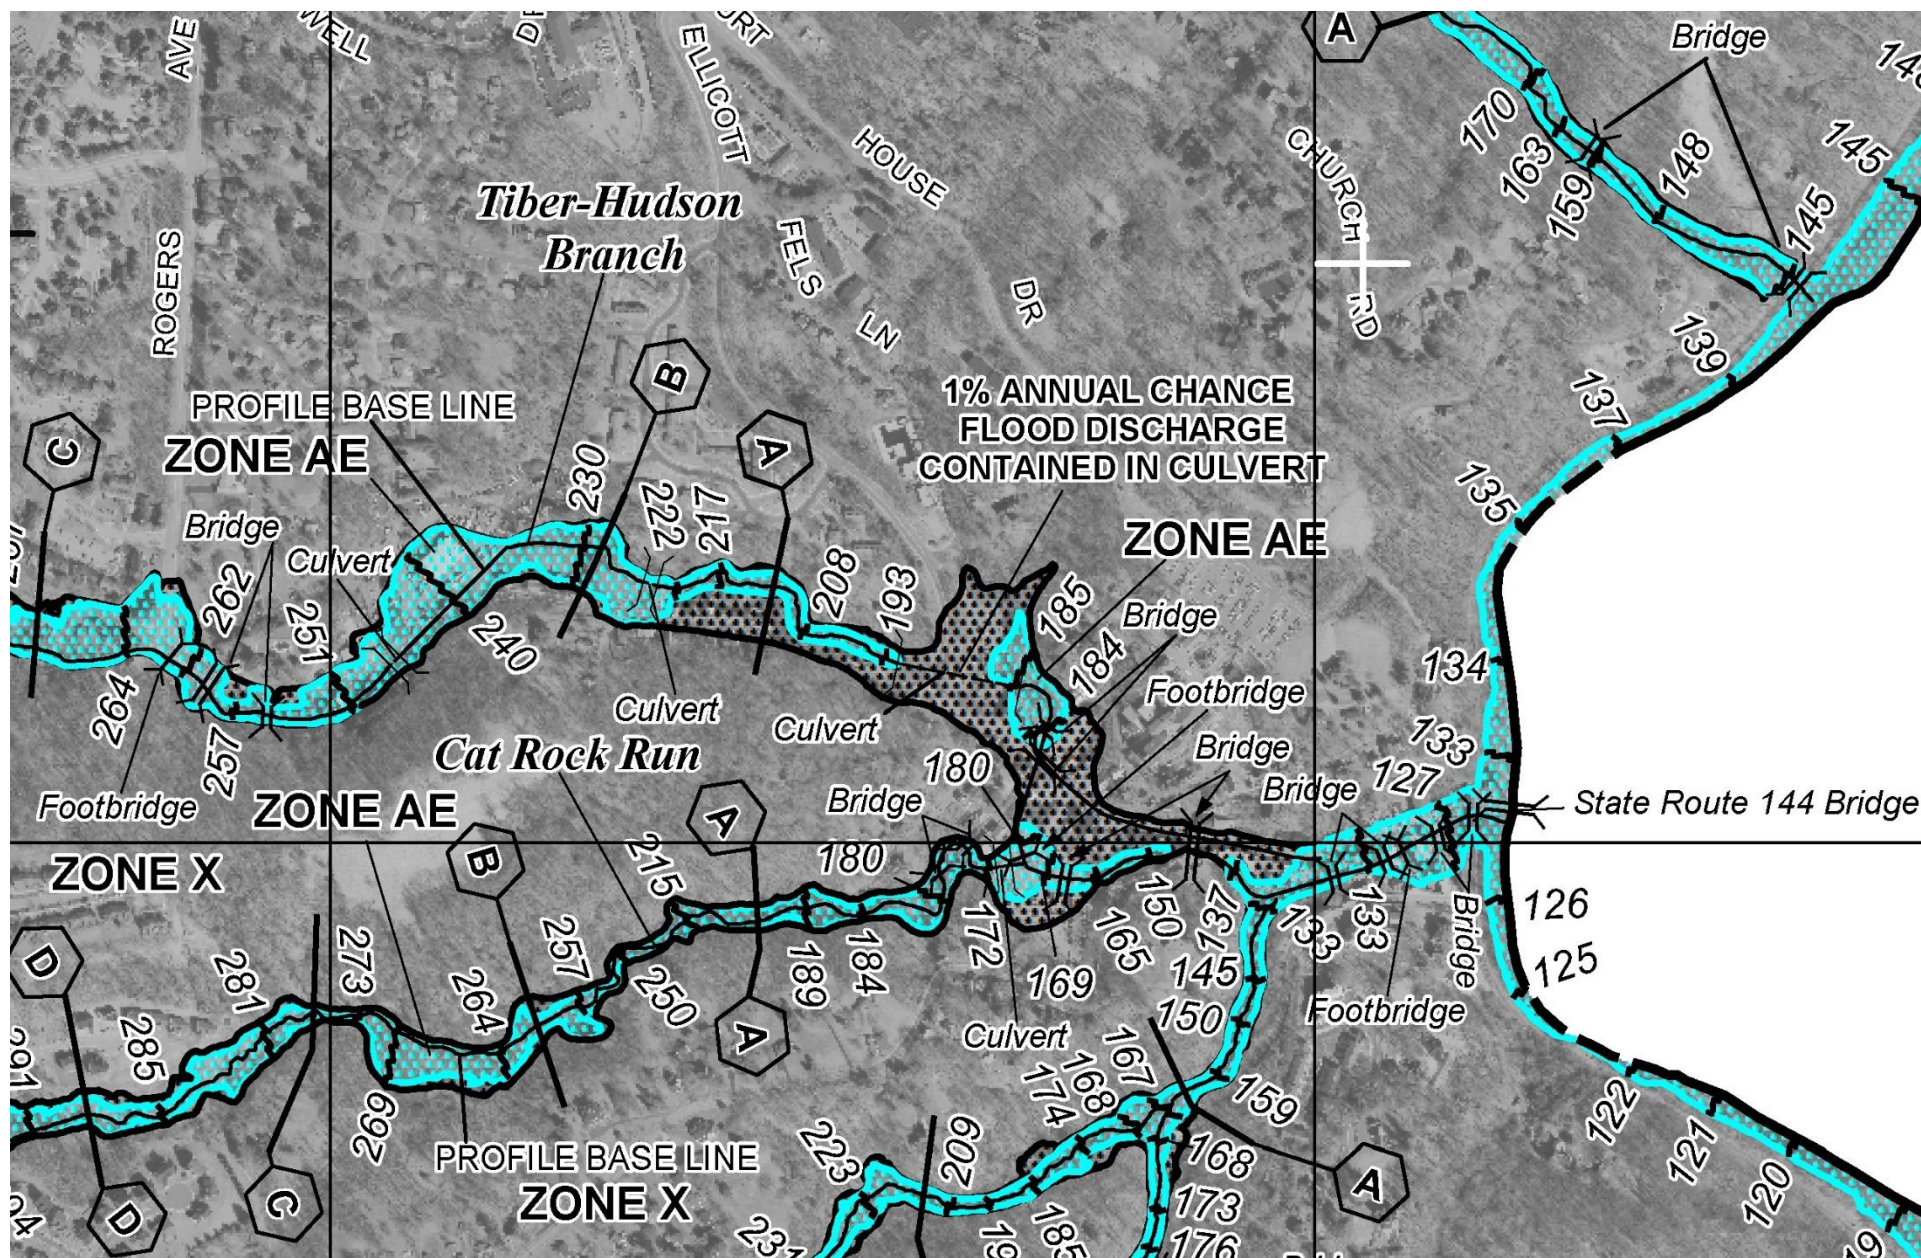 AVE
ELLICOTT
HOUSE
DR
FELS
LN
CHURCH
RD
A
Bridge
170
163
159
148
145
145
139
137
135
134
133
127
Tiber-Hudson
Branch
ROGERS
PROFILE BASE LINE
ZONE AE
C
B
A
1% ANNUAL CHANCE
FLOOD DISCHARGE
CONTAINED IN CULVERT
ZONE AE
Bridge
Culvert
230
222
217
208
193
185
184
Bridge
Footbridge
Bridge
Bridge
262
251
240
264
257
Footbridge
Culvert
Culvert
180
Bridge
180
State Route 144 Bridge
Cat Rock Run
ZONE AE
ZONE X
A
B
215
257
250
189
184
172
169
165
150
137
133
133
Bridge
Footbridge
126
125
D
281
273
264
285
269
A
Culvert
145
150
167
168
174
159
168
173
176
122
121
120
PROFILE BASE LINE
ZONE X
D
C
223
209
231
185
A